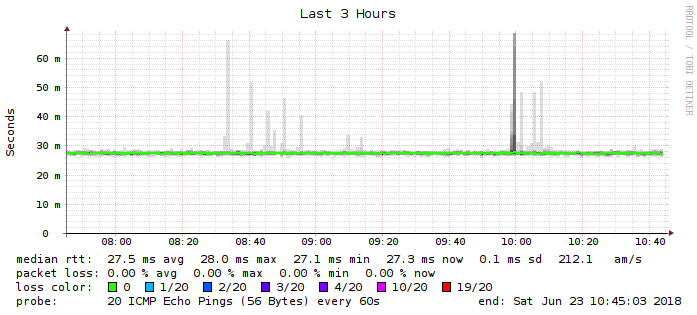 Last 3 Hours
RRDTOOL / TOBI OETIKER
Seconds
60 m
50 m
40 m
30 m
20 m
10 m
0
08:00 08:20 08:40 09:00 09:20 09:40 10:00 10:20 10:40
median rtt: 27.5 ms avg 28.0 ms max 27.1 ms min 27.3 ms now 0.1 ms sd 212.1 am/s
packet loss: 0.00 % avg 0.00 % max 0.00 % min 0.00 % now
loss color: 0 1/20 2/20 3/20 4/20 10/20 19/20
probe: 20 ICMP Echo Pings (56 Bytes) every 60s end: Sat Jun 23 10:45:03 2018